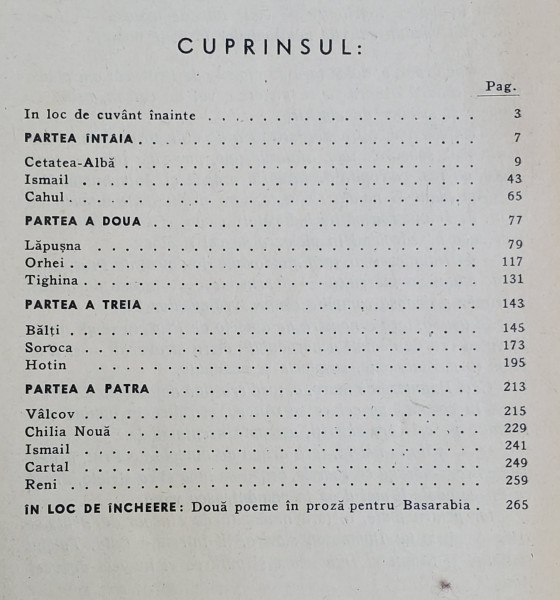 CUPRINSUL:
Pag.
In loc de cuvânt înainte . . . . . . . . . . . . . . . 3
PARTEA ÎNTÂIA . . . . . . . . . . . . . . . . . . . 7
Cetatea-Albă . . . . . . . . . . . . . . . . . . . . 9
Ismail . . . . . . . . . . . . . . . . . . . . . . . 43
Cahul . . . . . . . . . . . . . . . . . . . . . . . 65
PARTEA A DOUA . . . . . . . . . . . . . . . . . . 77
Lăpușna . . . . . . . . . . . . . . . . . . . . . . 79
Orhei . . . . . . . . . . . . . . . . . . . . . . . 117
Tighina . . . . . . . . . . . . . . . . . . . . . . 131
PARTEA A TREIA . . . . . . . . . . . . . . . . . . 143
Bălți . . . . . . . . . . . . . . . . . . . . . . . 145
Soroca . . . . . . . . . . . . . . . . . . . . . . 173
Hotin . . . . . . . . . . . . . . . . . . . . . . . 195
PARTEA A PATRA . . . . . . . . . . . . . . . . . . 213
Vâlcov . . . . . . . . . . . . . . . . . . . . . . 215
Chilia Nouă . . . . . . . . . . . . . . . . . . . . 229
Ismail . . . . . . . . . . . . . . . . . . . . . . . 241
Cartal . . . . . . . . . . . . . . . . . . . . . . . 249
Reni . . . . . . . . . . . . . . . . . . . . . . . . 259
ÎN LOC DE ÎNCHEERE: Două poeme în proză pentru Basarabia . 265